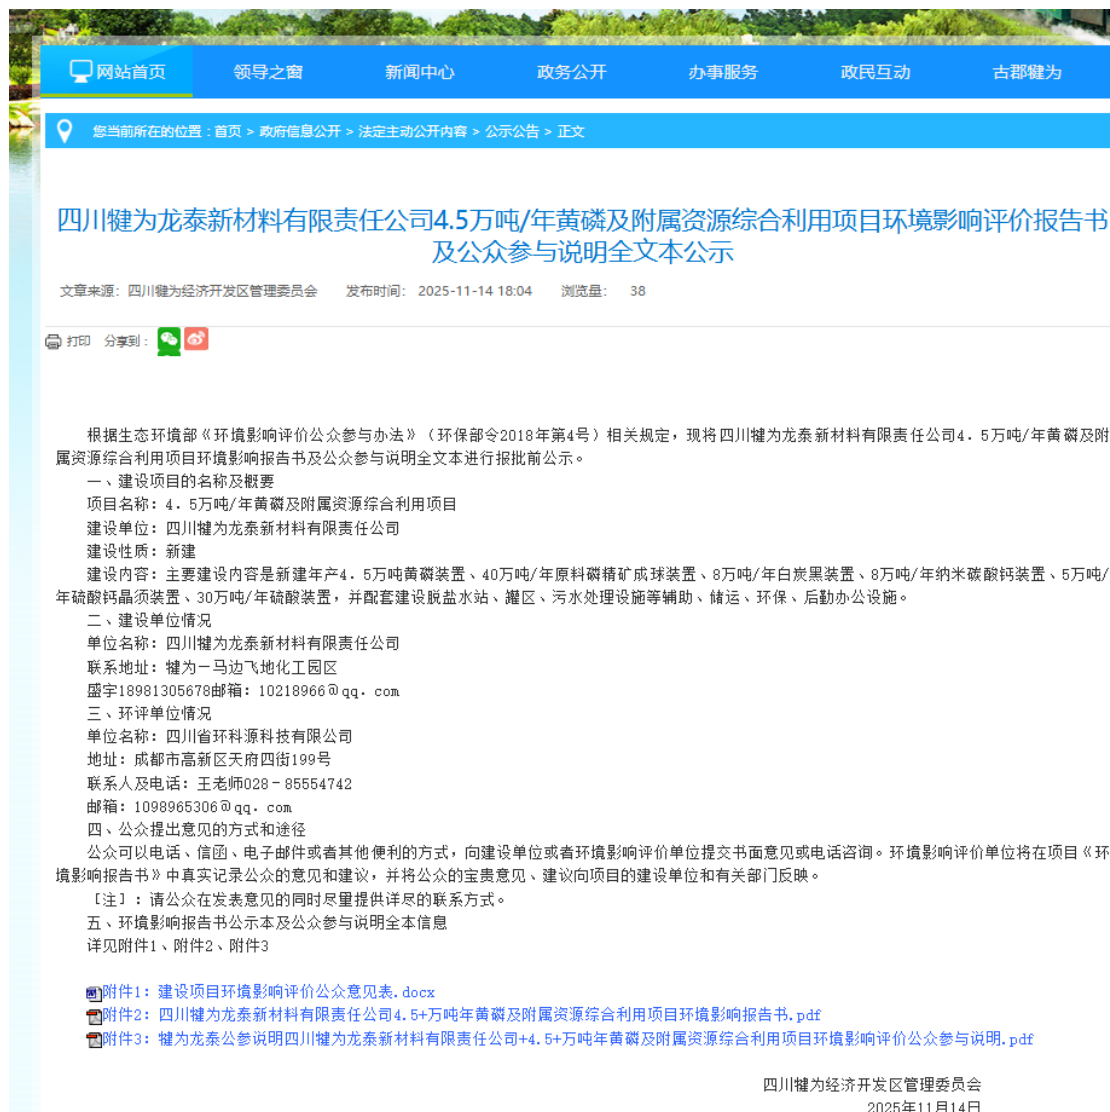 网站首页 领导之窗 新闻中心 政务公开 办事服务 政民互动 古郡犍为
您当前所在的位置：首页 > 政府信息公开 > 法定主动公开内容 > 公示公告 > 正文
四川犍为龙泰新材料有限责任公司4.5万吨/年黄磷及附属资源综合利用项目环境影响评价报告书
及公众参与说明全文本公示
文章来源：四川犍为经济开发区管理委员会 发布时间： 2025-11-14 18:04 浏览量： 38
打印 分享到：
根据生态环境部《环境影响评价公众参与办法》（环保部令2018年第4号）相关规定，现将四川犍为龙泰新材料有限责任公司4．5万吨/年黄磷及附
属资源综合利用项目环境影响报告书及公众参与说明全文本进行报批前公示。
一、建设项目的名称及概要
项目名称：4．5万吨/年黄磷及附属资源综合利用项目
建设单位：四川犍为龙泰新材料有限责任公司
建设性质：新建
建设内容：主要建设内容是新建年产4．5万吨黄磷装置、40万吨/年原料磷精矿成球装置、8万吨/年白炭黑装置、8万吨/年纳米碳酸钙装置、5万吨/
年硫酸钙晶须装置、30万吨/年硫酸装置，并配套建设脱盐水站、罐区、污水处理设施等辅助、储运、环保、后勤办公设施。
二、建设单位情况
单位名称：四川犍为龙泰新材料有限责任公司
联系地址：犍为－马边飞地化工园区
盛宇18981305678邮箱：10218966＠qq．com
三、环评单位情况
单位名称：四川省环科源科技有限公司
地址：成都市高新区天府四街199号
联系人及电话：王老师028－85554742
邮箱：1098965306＠qq．com
四、公众提出意见的方式和途径
公众可以电话、信函、电子邮件或者其他便利的方式，向建设单位或者环境影响评价单位提交书面意见或电话咨询。环境影响评价单位将在项目《环
境影响报告书》中真实记录公众的意见和建议，并将公众的宝贵意见、建议向项目的建设单位和有关部门反映。
［注］：请公众在发表意见的同时尽量提供详尽的联系方式。
五、环境影响报告书公示本及公众参与说明全本信息
详见附件1、附件2、附件3
附件1：建设项目环境影响评价公众意见表.docx
附件2：四川犍为龙泰新材料有限责任公司4.5+万吨年黄磷及附属资源综合利用项目环境影响报告书.pdf
附件3：犍为龙泰公参说明四川犍为龙泰新材料有限责任公司+4.5+万吨年黄磷及附属资源综合利用项目环境影响评价公众参与说明.pdf
四川犍为经济开发区管理委员会
2025年11月14日